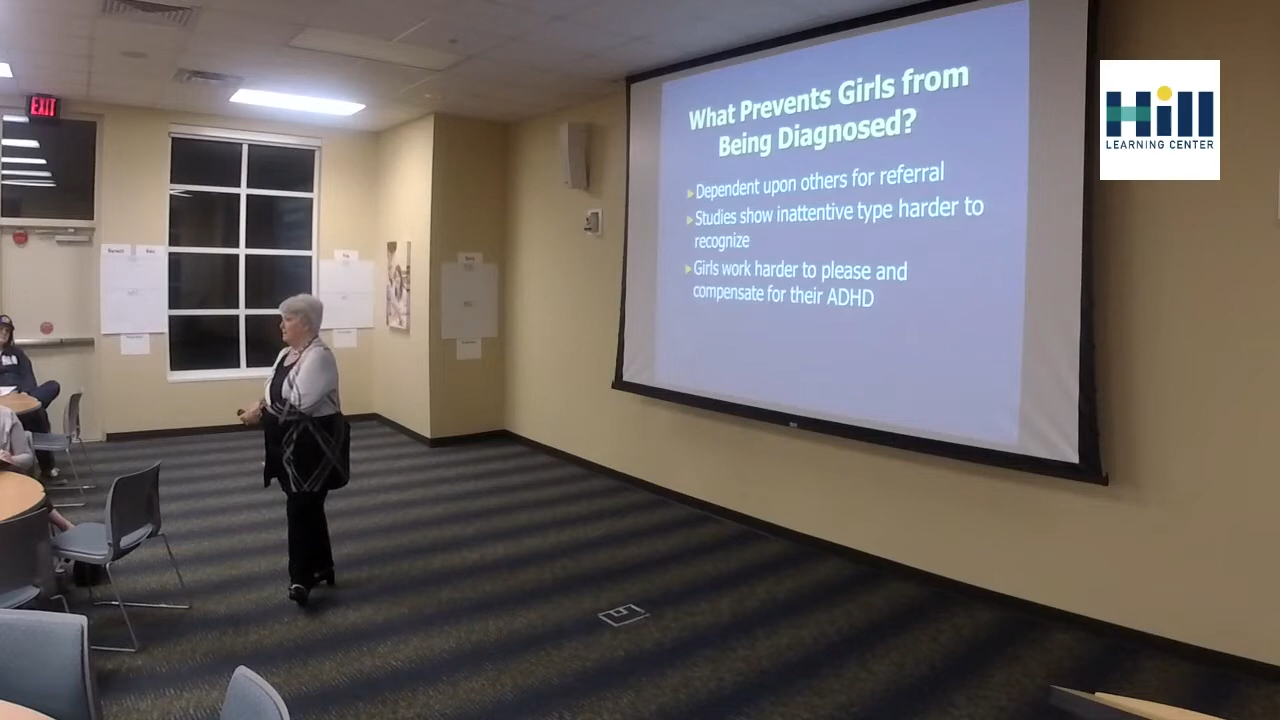 EXIT
What Prevents Girls from
Being Diagnosed?
Dependent upon others for referral
Studies show inattentive type harder to
recognize
Girls work harder to please and
compensate for their ADHD
Hill
LEARNING CENTER